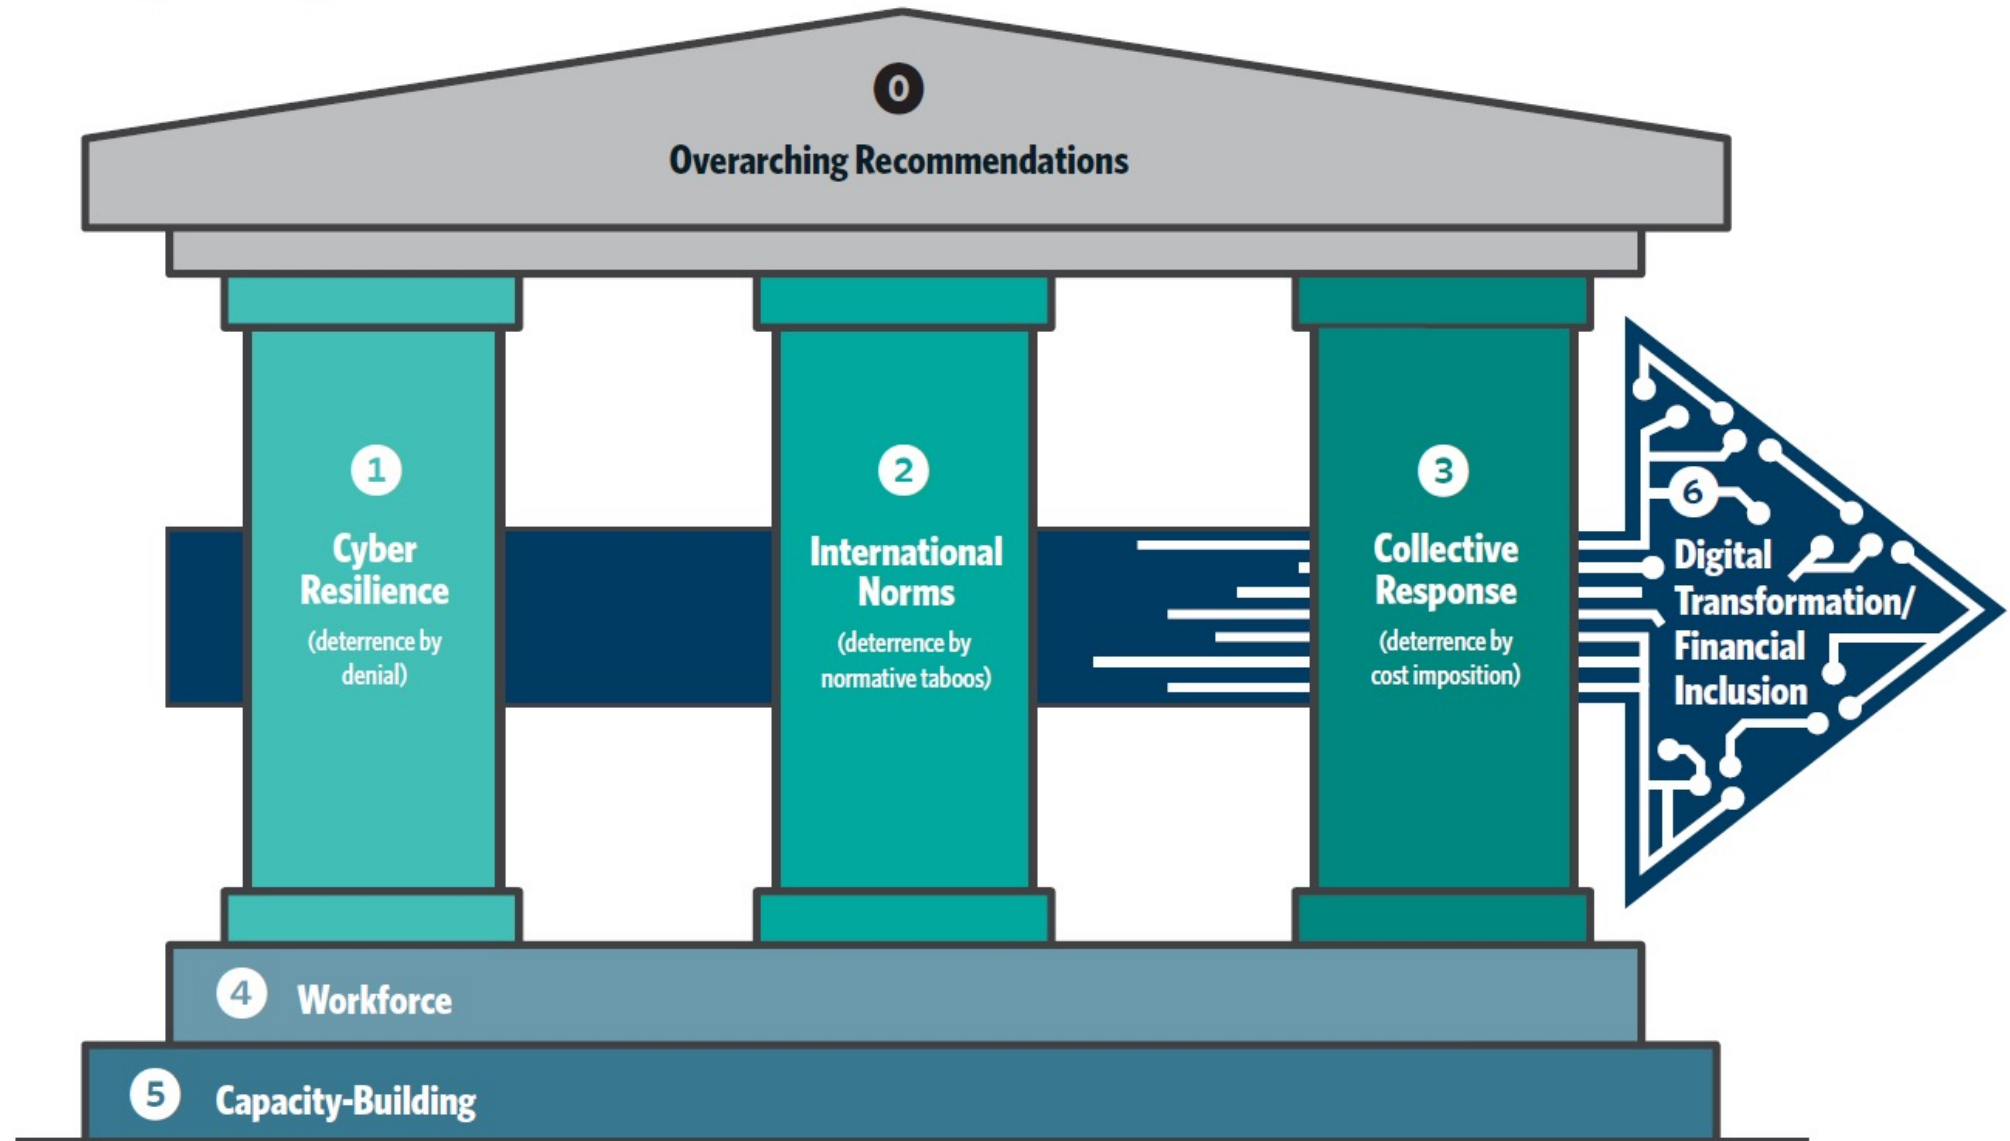 0
Overarching Recommendations
1
Cyber
Resilience
(deterrence by
denial)
2
International
Norms
(deterrence by
normative taboos)
3
Collective
Response
(deterrence by
cost imposition)
6
Digital
Transformation/
Financial
Inclusion
4 Workforce
5 Capacity-Building